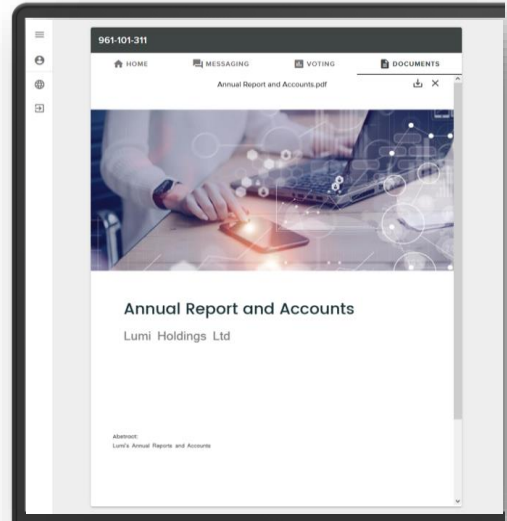 961-101-311
HOME MESSAGING VOTING DOCUMENTS
Annual Report and Accounts.pdf
Annual Report and Accounts
Lumi Holdings Ltd
Abstract:
Lumi's Annual Reports and Accounts